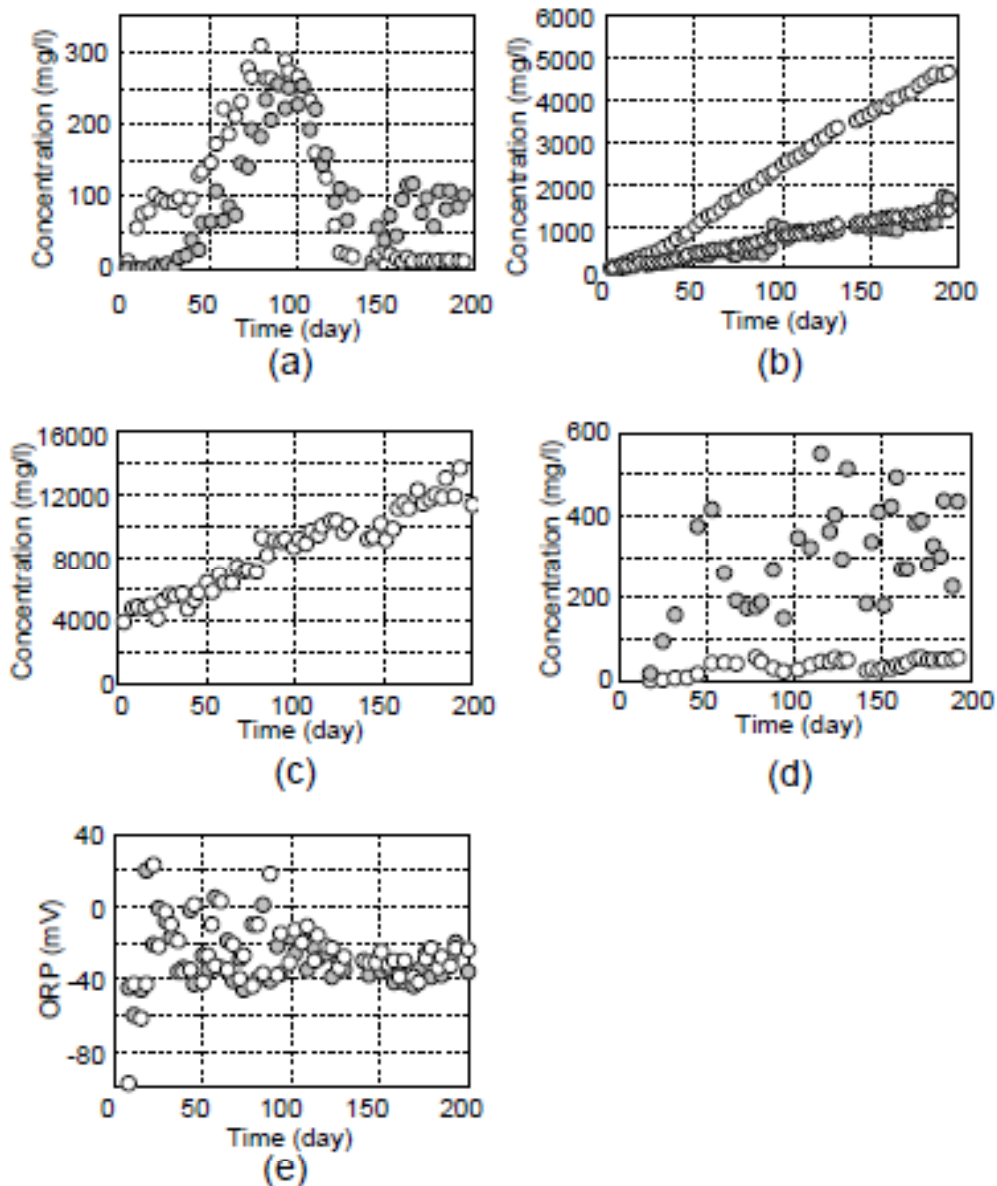 Concentration (mg/l)
300
200
100
0
0 50 100 150 200
Time (day)
(a)
Concentration (mg/l)
6000
5000
4000
3000
2000
1000
0
0 50 100 150 200
Time (day)
(b)
Concentration (mg/l)
16000
12000
8000
4000
0
0 50 100 150 200
Time (day)
(c)
Concentration (mg/l)
600
400
200
0
0 50 100 150 200
Time (day)
(d)
ORP (mV)
40
0
-40
-80
0 50 100 150 200
Time (day)
(e)